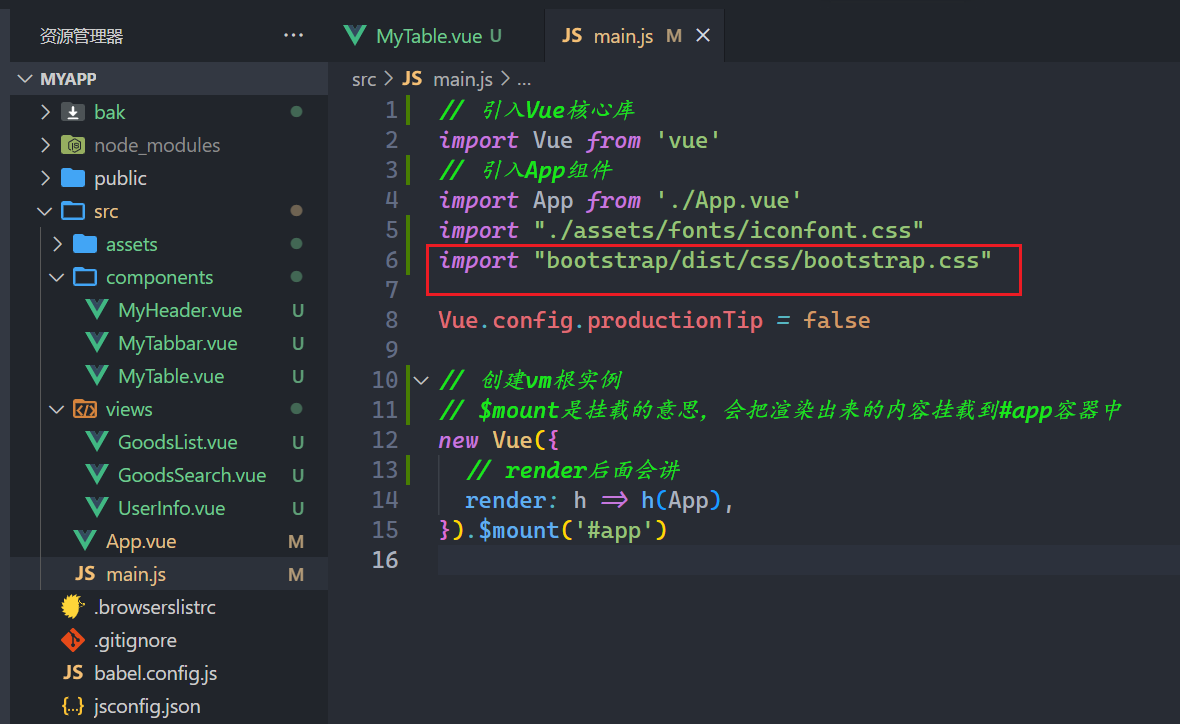 资源管理器 ···
MyTable.vue U
JS main.js M
MYAPP
bak
node_modules
public
src
assets
components
MyHeader.vue U
MyTabbar.vue U
MyTable.vue U
views
GoodsList.vue U
GoodsSearch.vue U
UserInfo.vue U
App.vue M
JS main.js M
.browserslistrc
.gitignore
JS babel.config.js
{..} jsconfig.json
src > JS main.js > ...
1 // 引入Vue核心库
2 import Vue from 'vue'
3 // 引入App组件
4 import App from './App.vue'
5 import "./assets/fonts/iconfont.css"
6 import "bootstrap/dist/css/bootstrap.css"
7
8 Vue.config.productionTip = false
9
10 // 创建vm根实例
11 // $mount是挂载的意思，会把渲染出来的内容挂载到#app容器中
12 new Vue({
13 // render后面会讲
14 render: h => h(App),
15 }).$mount('#app')
16